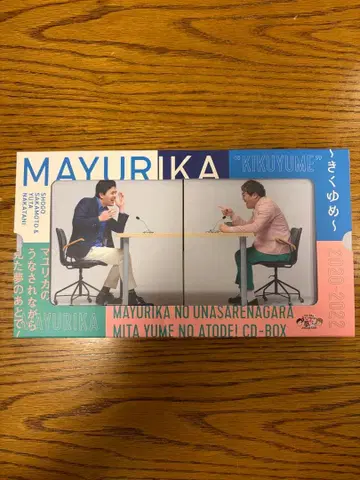 MAYURIKA
"KIKUYUME"
～きくゆめ～
SHOGO
SAKAMOTO &
YUTA
NAKATANI
マユリカの
うなされながら
見た夢のあとで！
2020-2022
MAYURIKA
MAYURIKA NO UNASARENAGARA
MITA YUME NO ATODE! CD-BOX